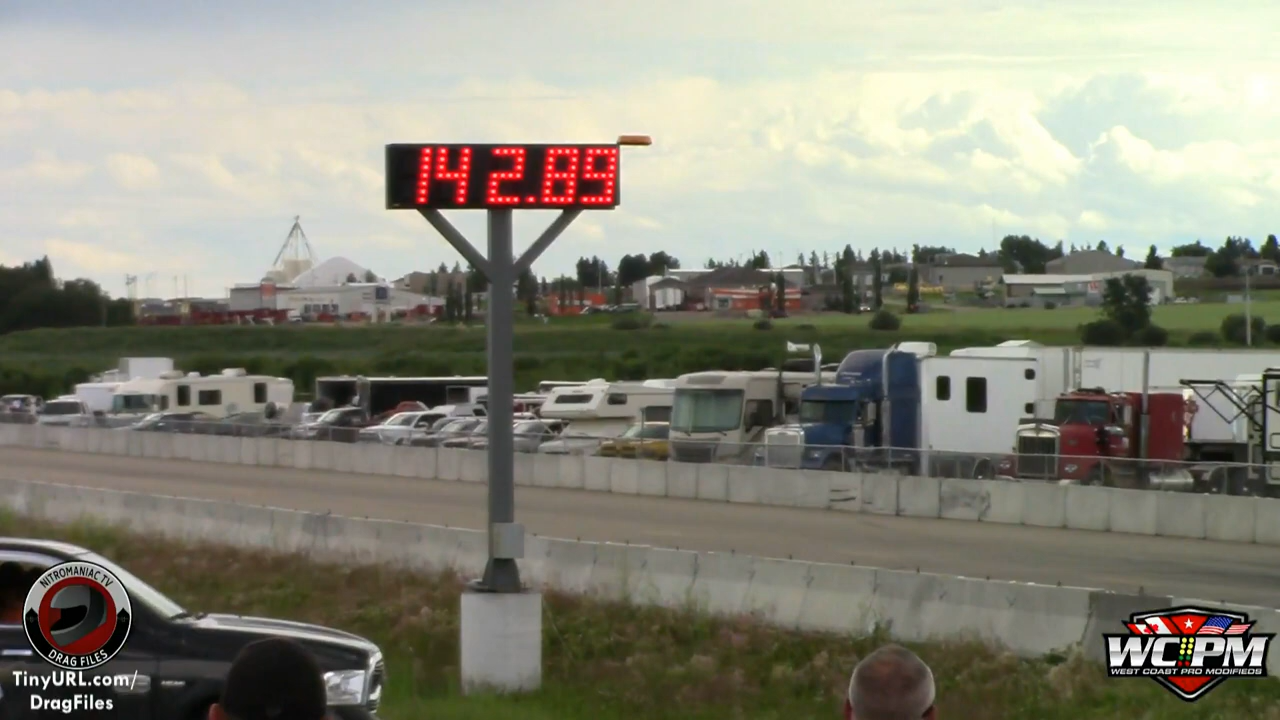 142.89
NITROMANIAC TV
DRAG FILES
TinyURL.com/
DragFiles
WCPM
WEST COAST PRO MODIFIEDS